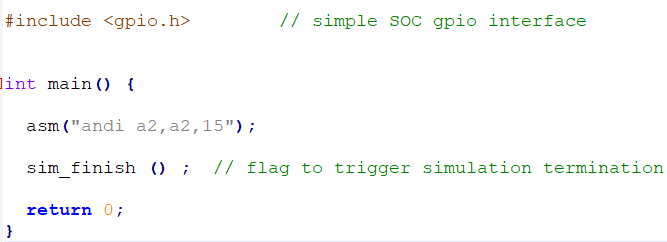 #include <gpio.h>         // simple SOC gpio interface
int main() {
  asm("andi a2,a2,15");
  sim_finish () ;  // flag to trigger simulation termination
  return 0;
}